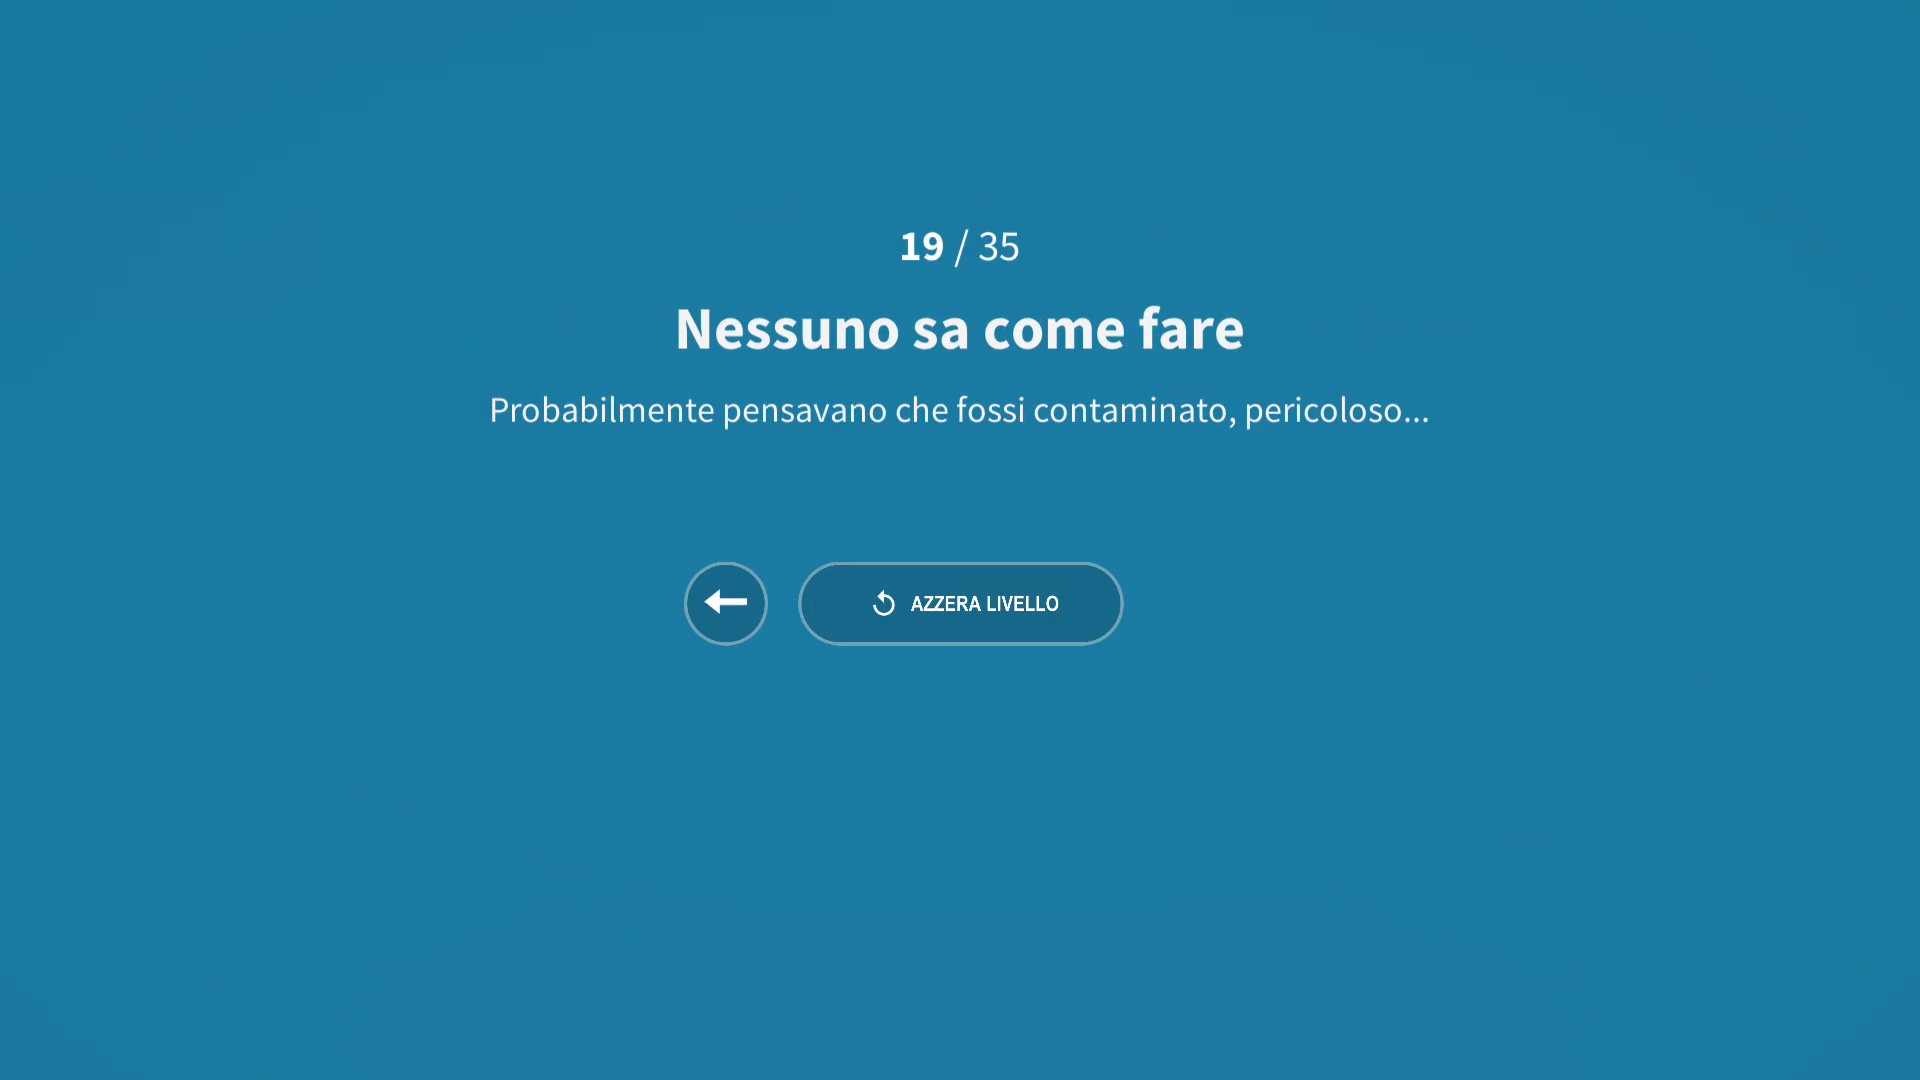 19 / 35
Nessuno sa come fare
Probabilmente pensavano che fossi contaminato, pericoloso...
AZZERA LIVELLO